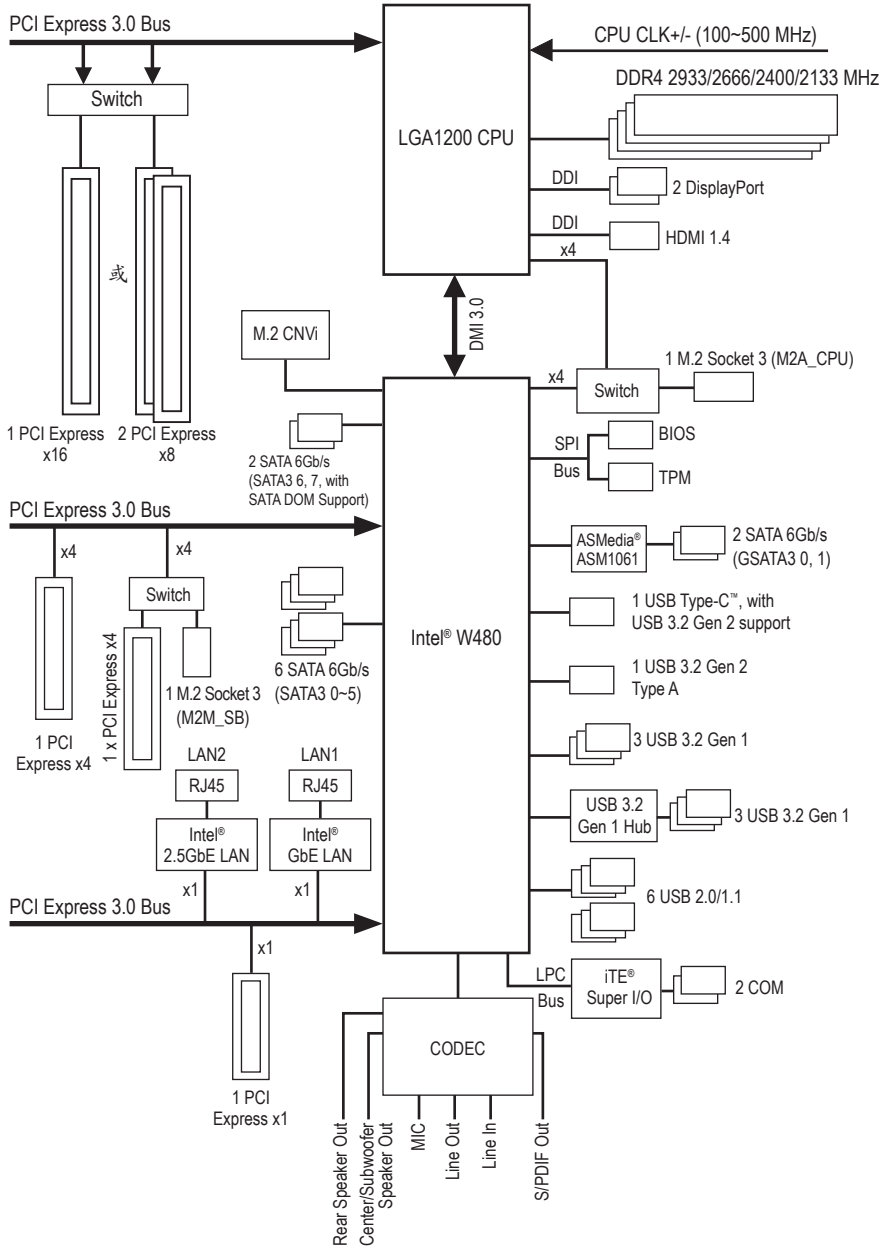 PCI Express 3.0 Bus
CPU CLK+/- (100~500 MHz)
Switch
DDR4 2933/2666/2400/2133 MHz
LGA1200 CPU
DDI
2 DisplayPort
DDI
HDMI 1.4
x4
或
DMI 3.0
M.2 CNVi
1 PCI Express
x16
2 PCI Express
x8
x4
Switch
1 M.2 Socket 3 (M2A_CPU)
2 SATA 6Gb/s
(SATA3 6, 7, with
SATA DOM Support)
SPI
Bus
BIOS
TPM
PCI Express 3.0 Bus
x4
x4
Switch
ASMedia®
ASM1061
2 SATA 6Gb/s
(GSATA3 0, 1)
Intel® W480
1 USB Type-C™, with
USB 3.2 Gen 2 support
1 PCI
Express x4
1 x PCI Express x4
1 M.2 Socket 3
(M2M_SB)
6 SATA 6Gb/s
(SATA3 0~5)
1 USB 3.2 Gen 2
Type A
3 USB 3.2 Gen 1
LAN2
RJ45
Intel®
2.5GbE LAN
x1
LAN1
RJ45
Intel®
GbE LAN
x1
USB 3.2
Gen 1 Hub
3 USB 3.2 Gen 1
6 USB 2.0/1.1
PCI Express 3.0 Bus
x1
1 PCI
Express x1
LPC
Bus
iTE®
Super I/O
2 COM
CODEC
Rear Speaker Out
Center/Subwoofer
Speaker Out
MIC
Line Out
Line In
S/PDIF Out